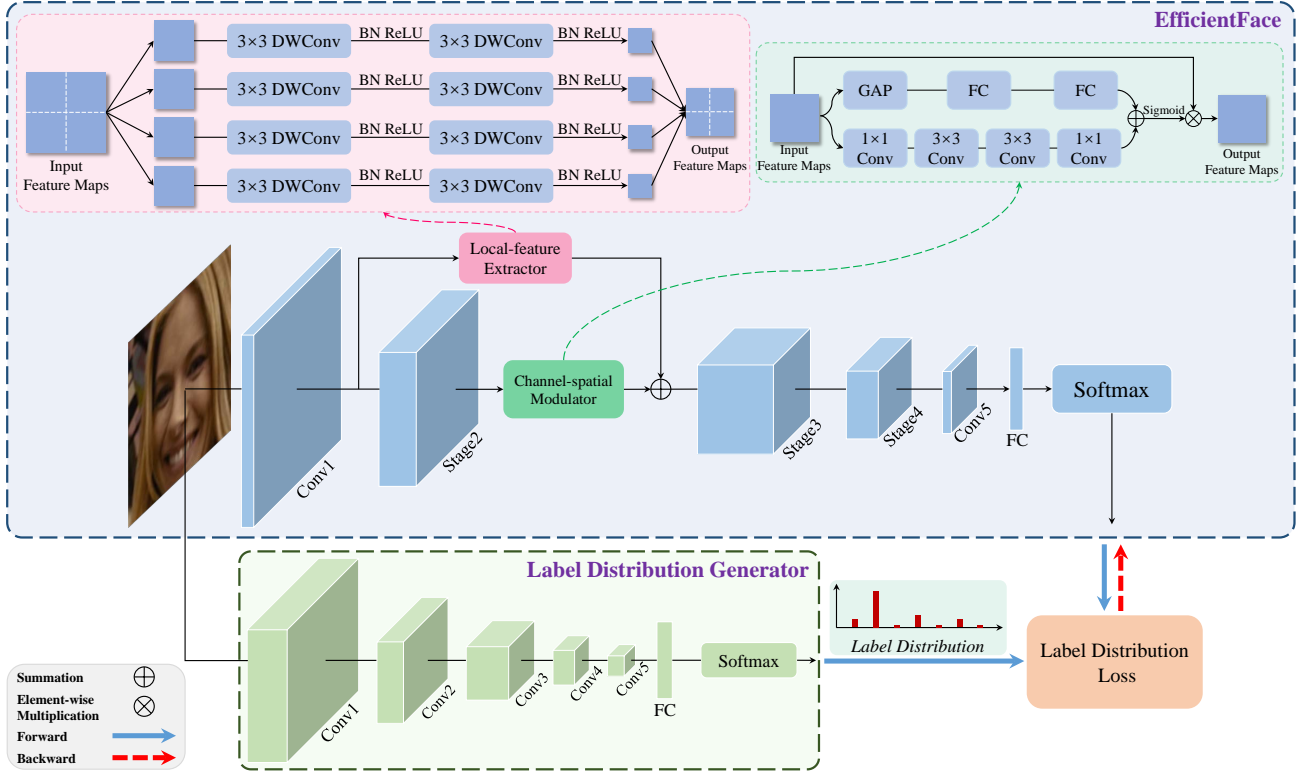 EfficientFace
3×3 DWConv
BN ReLU
3×3 DWConv
BN ReLU
3×3 DWConv
BN ReLU
3×3 DWConv
BN ReLU
3×3 DWConv
BN ReLU
3×3 DWConv
BN ReLU
3×3 DWConv
BN ReLU
3×3 DWConv
BN ReLU
Input
Feature Maps
Output
Feature Maps
GAP
FC
FC
Sigmoid
1×1
Conv
3×3
Conv
3×3
Conv
1×1
Conv
Input
Feature Maps
Output
Feature Maps
Local-feature
Extractor
Channel-spatial
Modulator
Conv1
Stage2
Stage3
Stage4
Conv5
FC
Softmax
Label Distribution Generator
Conv1
Conv2
Conv3
Conv4
Conv5
FC
Softmax
Label Distribution
Label Distribution
Loss
Summation
Element-wise
Multiplication
Forward
Backward